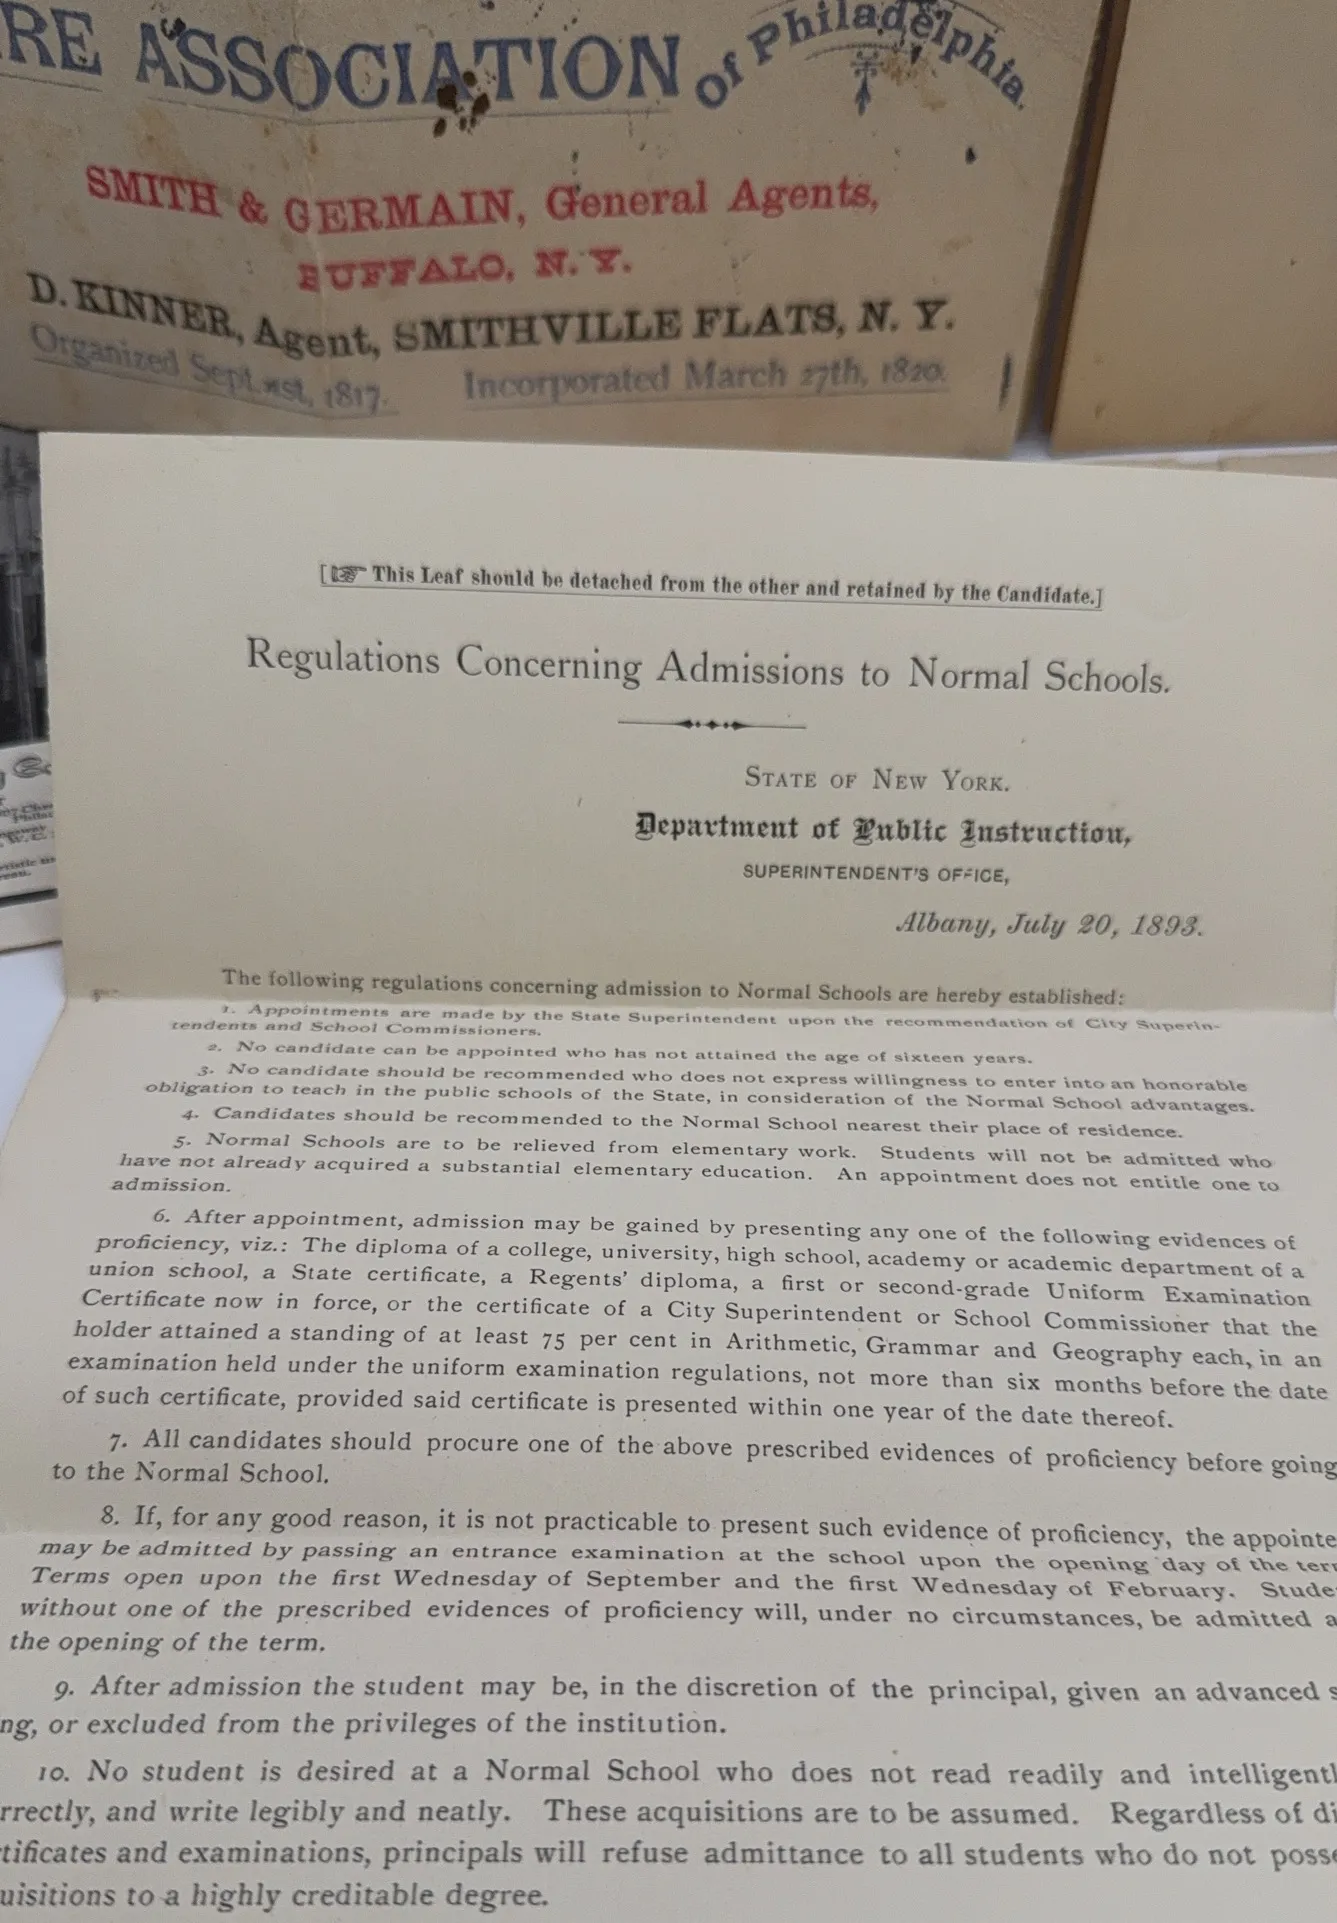 RE ASSOCIATION of Philadelphia.
SMITH & GERMAIN, General Agents,
BUFFALO, N. Y.
D. KINNER, Agent, SMITHVILLE FLATS, N. Y.
Organized Sept. 1st, 1817. Incorporated March 27th, 1820.
[☞ This Leaf should be detached from the other and retained by the Candidate.]
Regulations Concerning Admissions to Normal Schools.
STATE OF NEW YORK.
Department of Public Instruction,
SUPERINTENDENT'S OFFICE,
Albany, July 20, 1893.
The following regulations concerning admission to Normal Schools are hereby established:
1. Appointments are made by the State Superintendent upon the recommendation of City Superin-
tendents and School Commissioners.
2. No candidate can be appointed who has not attained the age of sixteen years.
3. No candidate should be recommended who does not express willingness to enter into an honorable
obligation to teach in the public schools of the State, in consideration of the Normal School advantages.
4. Candidates should be recommended to the Normal School nearest their place of residence.
5. Normal Schools are to be relieved from elementary work. Students will not be admitted who
have not already acquired a substantial elementary education. An appointment does not entitle one to
admission.
6. After appointment, admission may be gained by presenting any one of the following evidences of
proficiency, viz.: The diploma of a college, university, high school, academy or academic department of a
union school, a State certificate, a Regents' diploma, a first or second-grade Uniform Examination
Certificate now in force, or the certificate of a City Superintendent or School Commissioner that the
holder attained a standing of at least 75 per cent in Arithmetic, Grammar and Geography each, in an
examination held under the uniform examination regulations, not more than six months before the date
of such certificate, provided said certificate is presented within one year of the date thereof.
7. All candidates should procure one of the above prescribed evidences of proficiency before going
to the Normal School.
8. If, for any good reason, it is not practicable to present such evidence of proficiency, the appointe
may be admitted by passing an entrance examination at the school upon the opening day of the ter
Terms open upon the first Wednesday of September and the first Wednesday of February. Stude
without one of the prescribed evidences of proficiency will, under no circumstances, be admitted a
the opening of the term.
9. After admission the student may be, in the discretion of the principal, given an advanced s
ng, or excluded from the privileges of the institution.
10. No student is desired at a Normal School who does not read readily and intelligentl
rrectly, and write legibly and neatly. These acquisitions are to be assumed. Regardless of di
tificates and examinations, principals will refuse admittance to all students who do not posse
uisitions to a highly creditable degree.